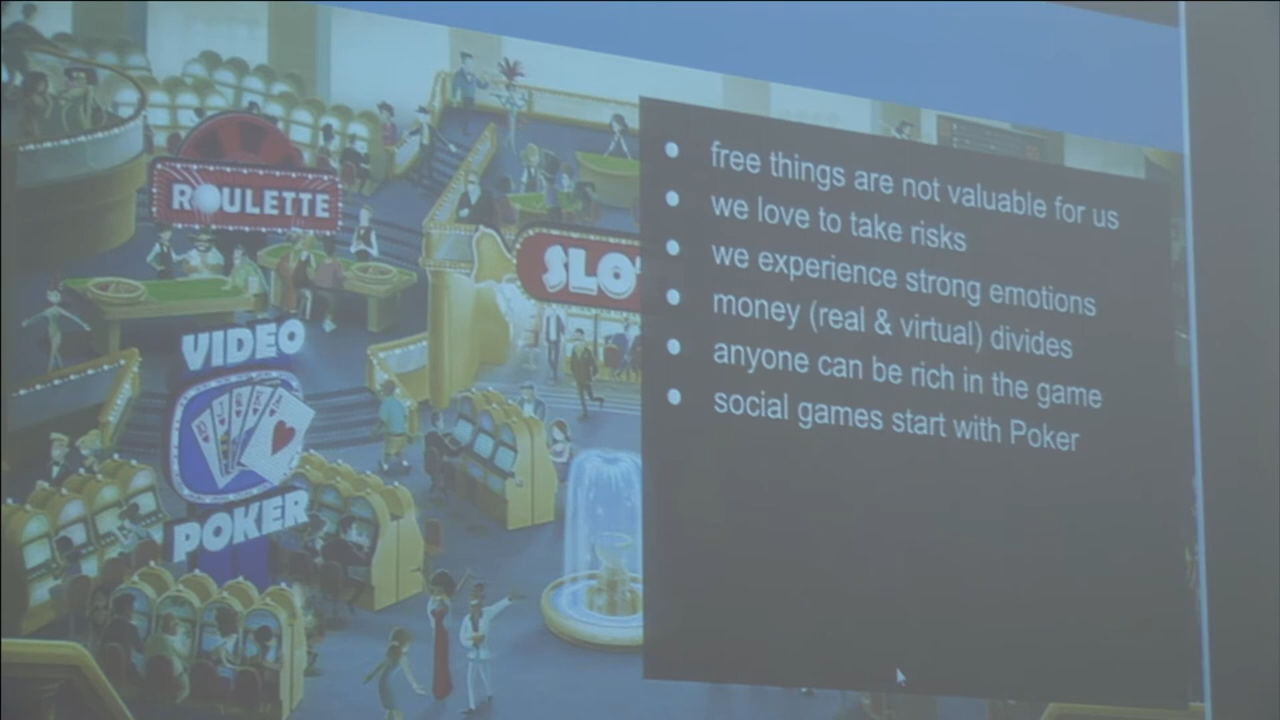 ROULETTE
SLO
VIDEO
POKER
free things are not valuable for us
we love to take risks
we experience strong emotions
money (real & virtual) divides
anyone can be rich in the game
social games start with Poker